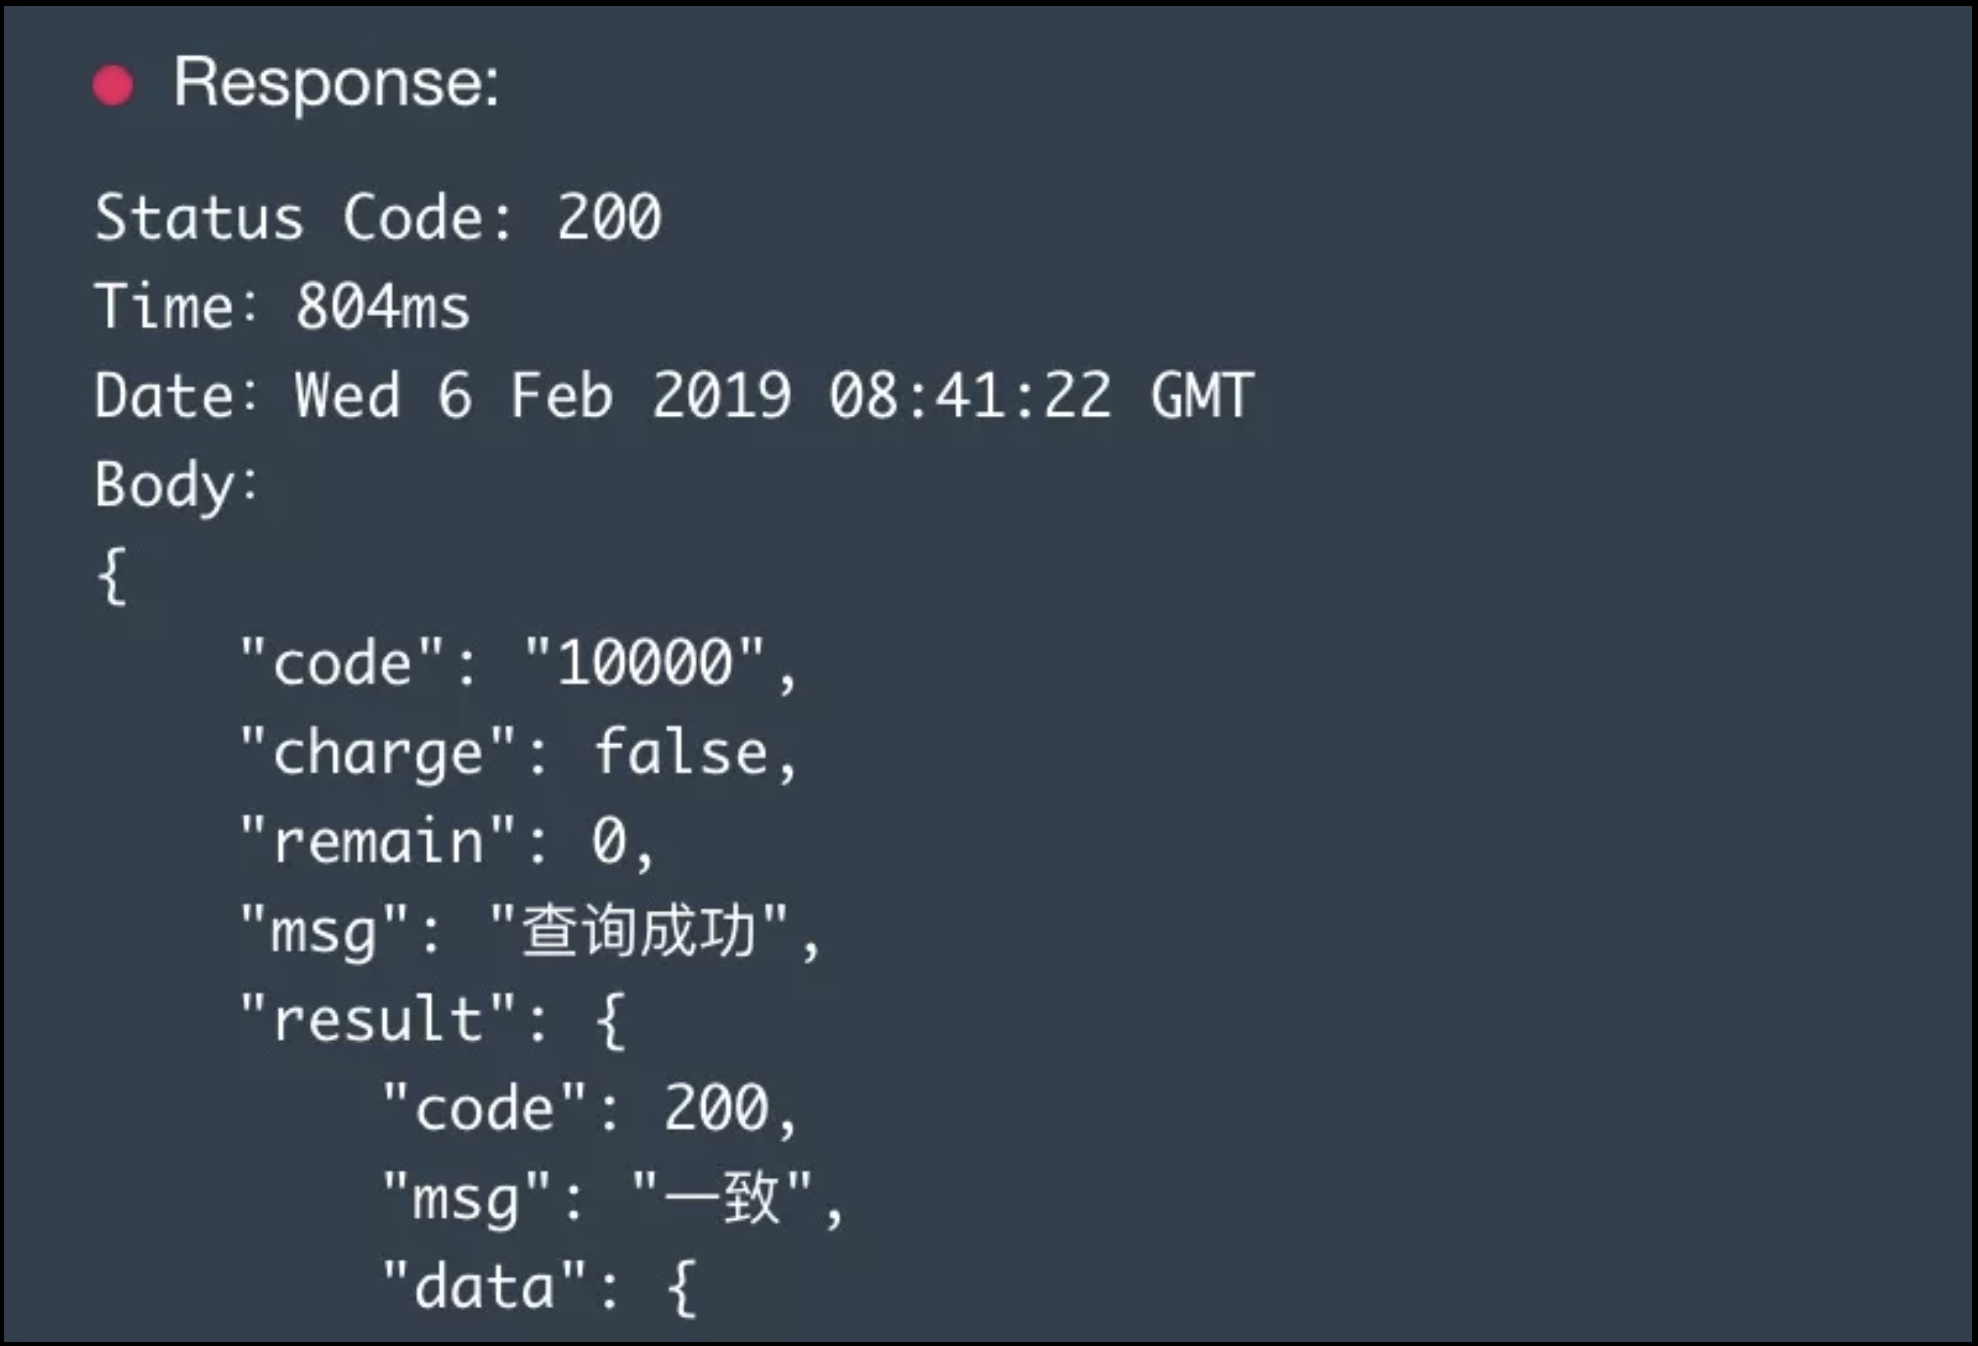 Response:
Status Code: 200
Time: 804ms
Date: Wed 6 Feb 2019 08:41:22 GMT
Body:
{
"code": "10000",
"charge": false,
"remain": 0,
"msg": "查询成功",
"result": {
"code": 200,
"msg": "一致",
"data": {